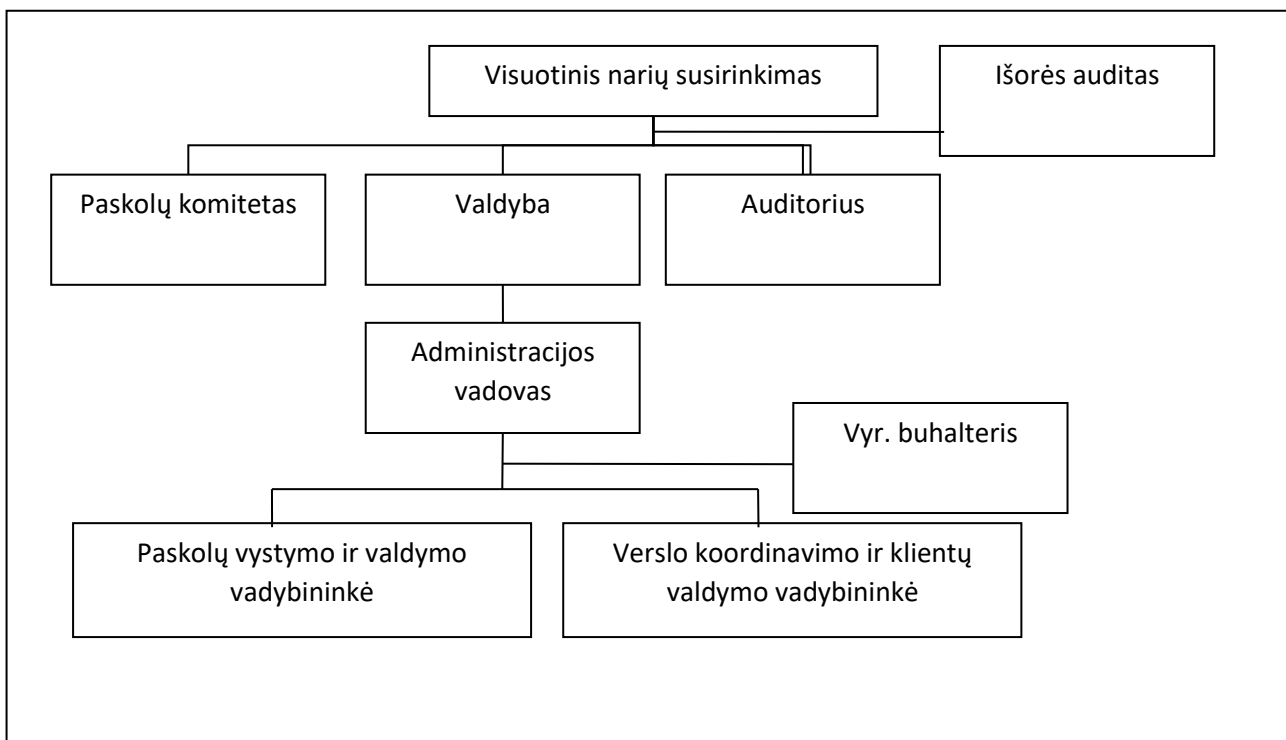 Visuotinis narių susirinkimas
Išorės auditas
Paskolų komitetas
Valdyba
Auditorius
Administracijos
vadovas
Vyr. buhalteris
Paskolų vystymo ir valdymo
vadybininkė
Verslo koordinavimo ir klientų
valdymo vadybininkė